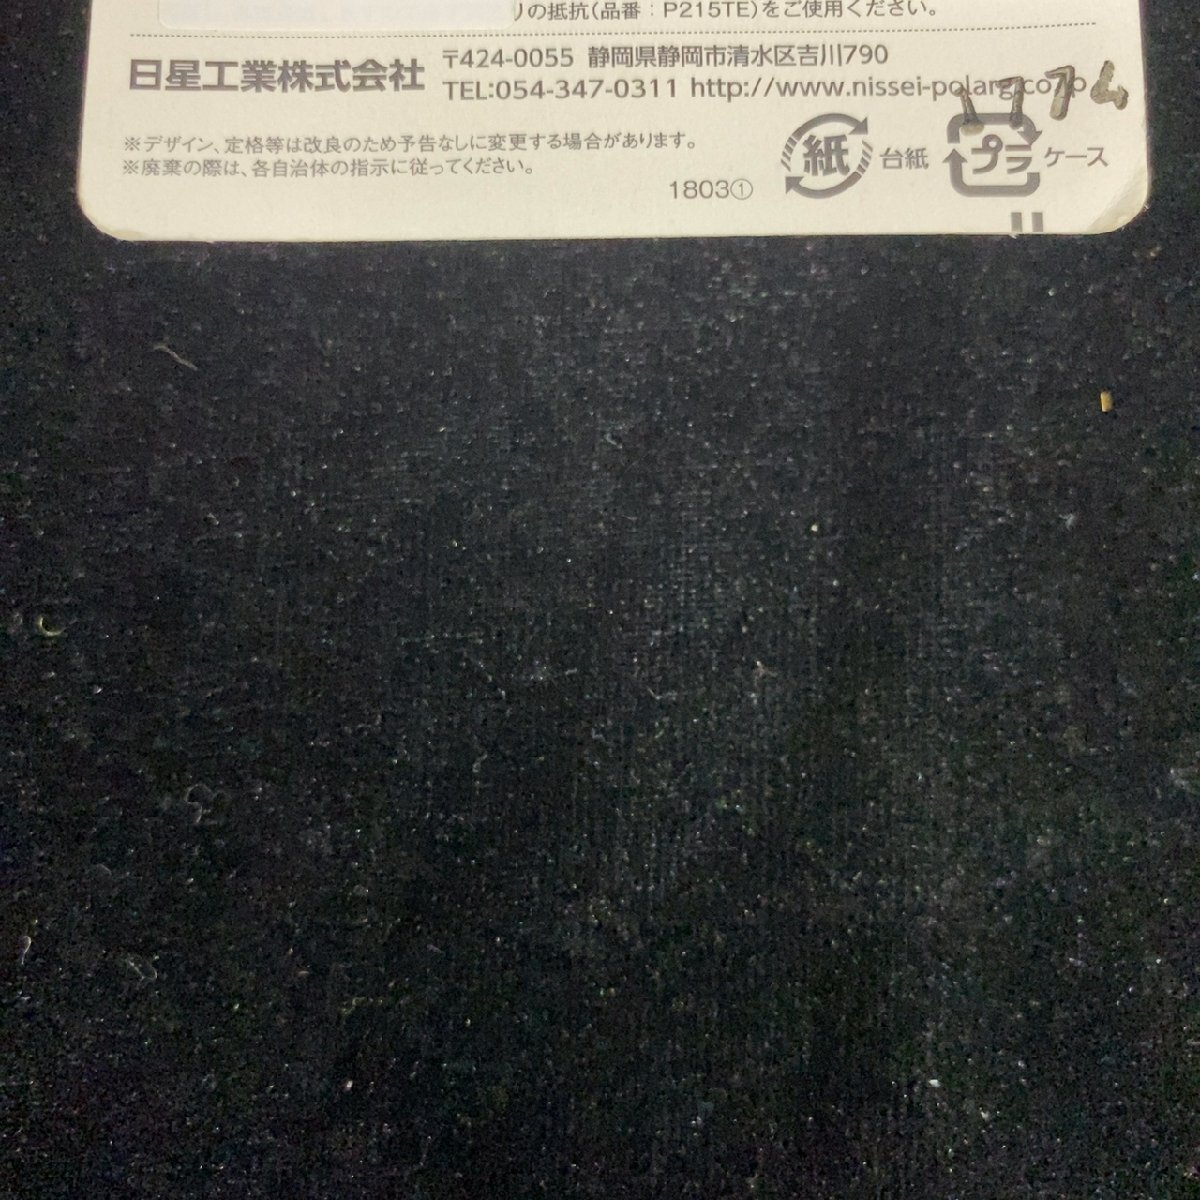 の抵抗(品番：P215TE)をご使用ください。
日星工業株式会社
〒424-0055 静岡県静岡市清水区吉川790
TEL:054-347-0311 http://www.nissei-polarg.co.jp
※デザイン、定格等は改良のため予告なしに変更する場合があります。
※廃棄の際は、各自治体の指示に従ってください。
紙 台紙 プラ ケース
1803①